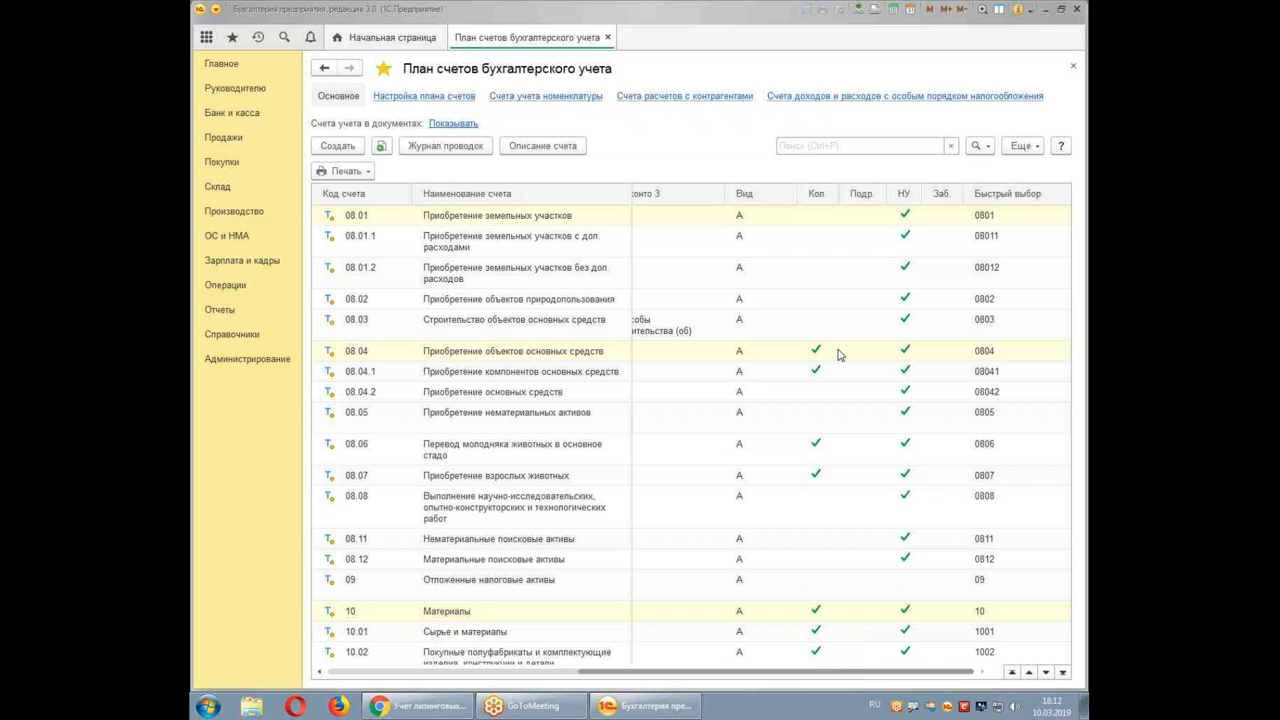 Бухгалтерия предприятия, редакция 3.0 (1С:Предприятие)
M M+ M-
Начальная страница
План счетов бухгалтерского учета ×
Главное
Руководителю
Банк и касса
Продажи
Покупки
Склад
Производство
ОС и НМА
Зарплата и кадры
Операции
Отчеты
Справочники
Администрирование
План счетов бухгалтерского учета
Основное Настройка плана счетов Счета учета номенклатуры Счета расчетов с контрагентами Счета доходов и расходов с особым порядком налогообложения
Счета учета в документах: Показывать
Создать Журнал проводок Описание счета Поиск (Ctrl+F) × Еще ?
Печать
Код счета Наименование счета конто 3 Вид Кол. Подр. НУ Заб. Быстрый выбор
08.01 Приобретение земельных участков А 0801
08.01.1 Приобретение земельных участков с доп. А 08011
расходами
08.01.2 Приобретение земельных участков без доп. А 08012
расходов
08.02 Приобретение объектов природопользования А 0802
08.03 Строительство объектов основных средств собы А 0803
ительства (об)
08.04 Приобретение объектов основных средств А 0804
08.04.1 Приобретение компонентов основных средств А 08041
08.04.2 Приобретение основных средств А 08042
08.05 Приобретение нематериальных активов А 0805
08.06 Перевод молодняка животных в основное А 0806
стадо
08.07 Приобретение взрослых животных А 0807
08.08 Выполнение научно-исследовательских, А 0808
опытно-конструкторских и технологических
работ
08.11 Нематериальные поисковые активы А 0811
08.12 Материальные поисковые активы А 0812
09 Отложенные налоговые активы А 09
10 Материалы А 10
10.01 Сырье и материалы А 1001
10.02 Покупные полуфабрикаты и комплектующие А 1002
изделия, конструкции и детали
Учет лизинговых... GoToMeeting Бухгалтерия пре... RU 18:12
10.03.2019